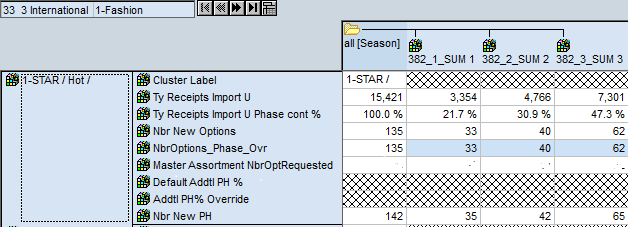 33 3 International 1-Fashion
all [Season] 382_1_SUM 1 382_2_SUM 2 382_3_SUM 3
1-STAR / Hot / Cluster Label 1-STAR /
Ty Receipts Import U 15,421 3,354 4,766 7,301
Ty Receipts Import U Phase cont % 100.0 % 21.7 % 30.9 % 47.3 %
Nbr New Options 135 33 40 62
NbrOptions_Phase_Ovr 135 33 40 62
Master Assortment NbrOptRequested
Default Addtl PH %
Addtl PH% Override
Nbr New PH 142 35 42 65